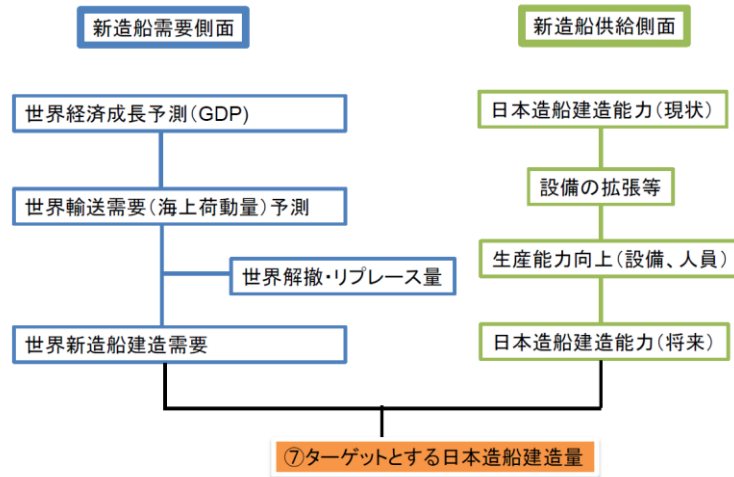 新造船需要側面
世界経済成長予測(GDP)
世界輸送需要(海上荷動量)予測
世界解撤・リプレース量
世界新造船建造需要
新造船供給側面
日本造船建造能力(現状)
設備の拡張等
生産能力向上(設備、人員)
日本造船建造能力(将来)
⑦ターゲットとする日本造船建造量